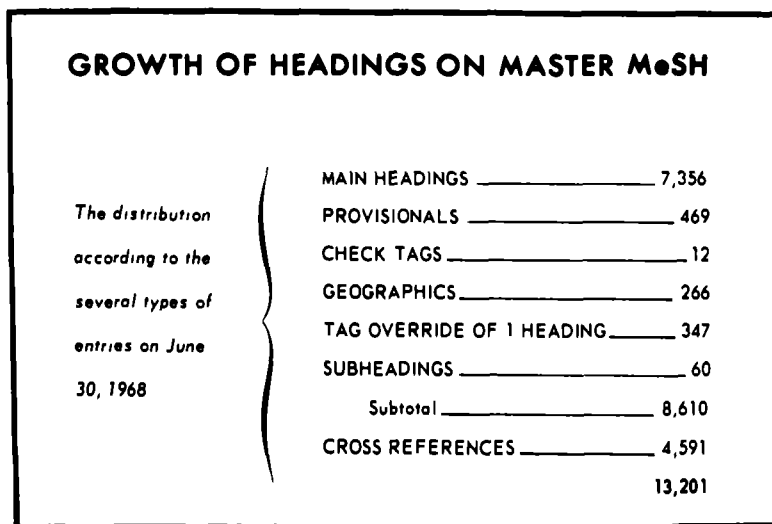 GROWTH OF HEADINGS ON MASTER MeSH
The distribution
according to the
several types of
entries on June
30, 1968
MAIN HEADINGS 7,356
PROVISIONALS 469
CHECK TAGS 12
GEOGRAPHICS 266
TAG OVERRIDE OF 1 HEADING 347
SUBHEADINGS 60
Subtotal 8,610
CROSS REFERENCES 4,591
13,201